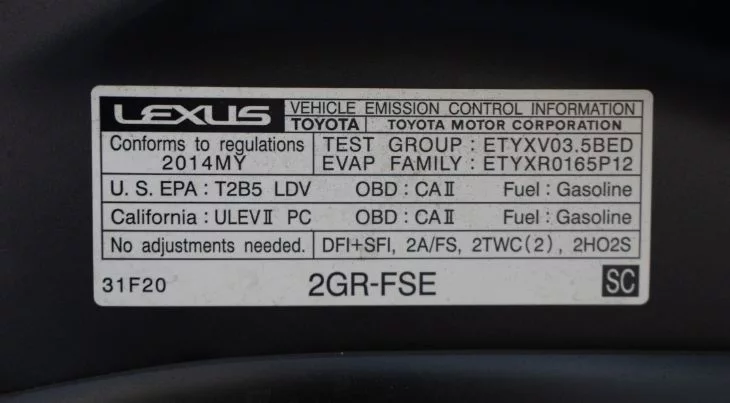 LEXUS VEHICLE EMISSION CONTROL INFORMATION
TOYOTA TOYOTA MOTOR CORPORATION
Conforms to regulations TEST GROUP : ETYXV03.5BED
2014MY EVAP FAMILY : ETYXR0165P12
U. S. EPA : T2B5 LDV OBD : CAⅡ Fuel : Gasoline
California : ULEVⅡ PC OBD : CAⅡ Fuel : Gasoline
No adjustments needed. DFI+SFI, 2A/FS, 2TWC(2), 2HO2S
31F20 2GR-FSE SC